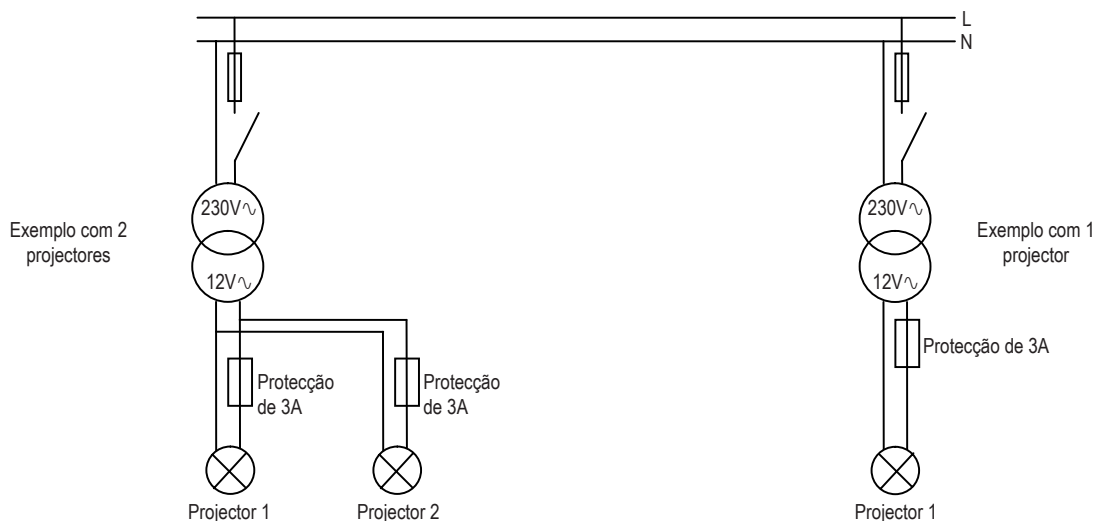 L
N
230V∿
230V∿
Exemplo com 2
projectores
Exemplo com 1
projector
12V∿
12V∿
Protecção de 3A
Protecção
de 3A
Protecção
de 3A
Projector 1
Projector 2
Projector 1